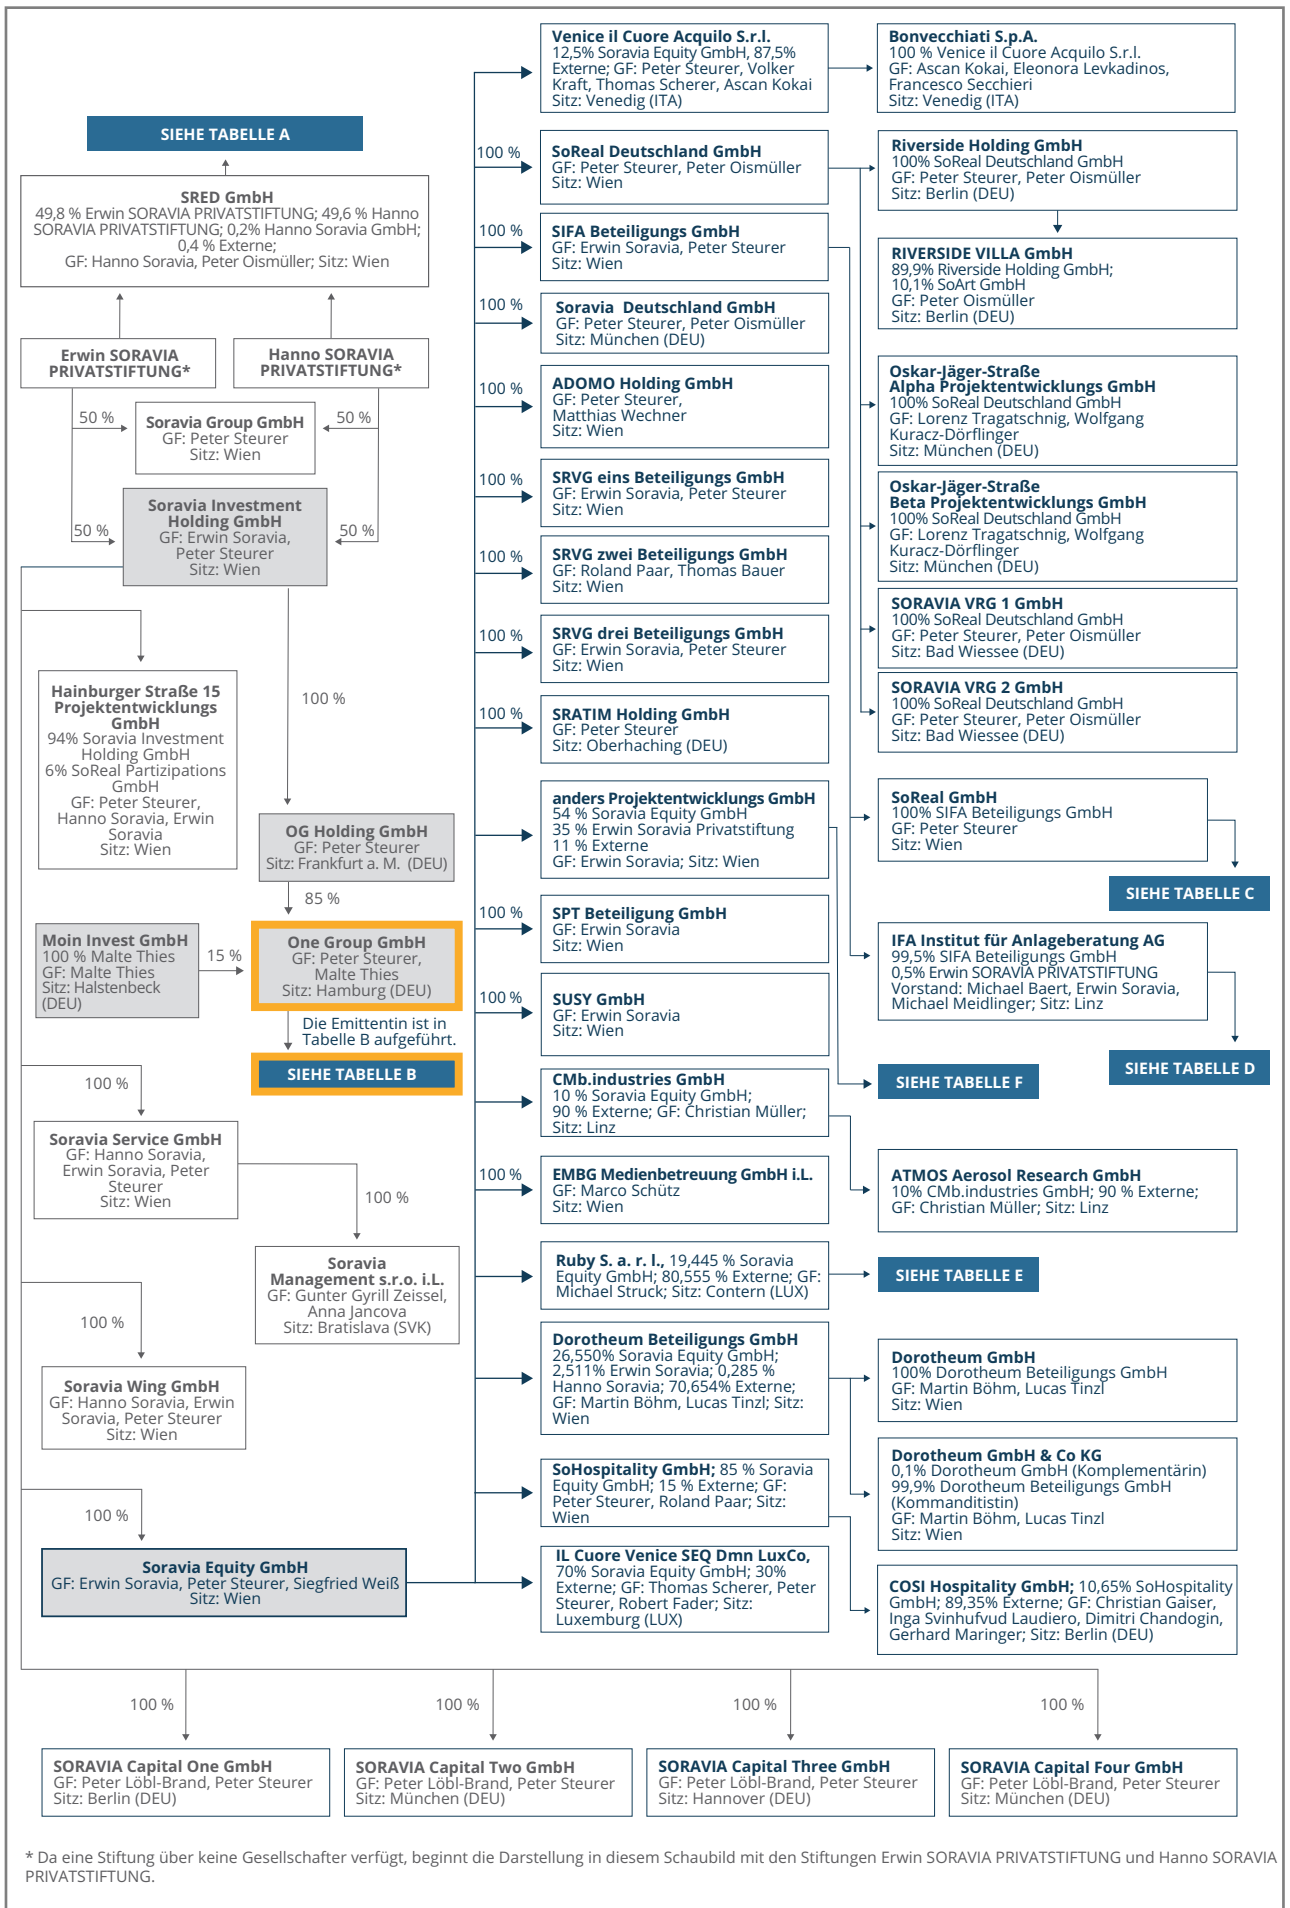 SIEHE TABELLE A
SRED GmbH
49,8 % Erwin SORAVIA PRIVATSTIFTUNG; 49,6 % Hanno
SORAVIA PRIVATSTIFTUNG; 0,2% Hanno Soravia GmbH;
0,4 % Externe;
GF: Hanno Soravia, Peter Oismüller; Sitz: Wien
Erwin SORAVIA
PRIVATSTIFTUNG*
Hanno SORAVIA
PRIVATSTIFTUNG*
50 %
Soravia Group GmbH
GF: Peter Steurer
Sitz: Wien
50 %
Soravia Investment
Holding GmbH
GF: Erwin Soravia,
Peter Steurer
Sitz: Wien
50 %
50 %
Hainburger Straße 15
Projektentwicklungs
GmbH
94% Soravia Investment
Holding GmbH
6% SoReal Partizipations
GmbH
GF: Peter Steurer,
Hanno Soravia, Erwin
Soravia
Sitz: Wien
100 %
OG Holding GmbH
GF: Peter Steurer
Sitz: Frankfurt a. M. (DEU)
85 %
Moin Invest GmbH
100 % Malte Thies
GF: Malte Thies
Sitz: Halstenbeck
(DEU)
15 %
One Group GmbH
GF: Peter Steurer,
Malte Thies
Sitz: Hamburg (DEU)
Die Emittentin ist in
Tabelle B aufgeführt.
SIEHE TABELLE B
100 %
Soravia Service GmbH
GF: Hanno Soravia,
Erwin Soravia, Peter
Steurer
Sitz: Wien
100 %
Soravia
Management s.r.o. i.L.
GF: Gunter Gyrill Zeissel,
Anna Jancova
Sitz: Bratislava (SVK)
100 %
Soravia Wing GmbH
GF: Hanno Soravia, Erwin
Soravia, Peter Steurer
Sitz: Wien
100 %
Soravia Equity GmbH
GF: Erwin Soravia, Peter Steurer, Siegfried Weiß
Sitz: Wien
Venice il Cuore Acquilo S.r.l.
12,5% Soravia Equity GmbH, 87,5%
Externe; GF: Peter Steurer, Volker
Kraft, Thomas Scherer, Ascan Kokai
Sitz: Venedig (ITA)
100 %
SoReal Deutschland GmbH
GF: Peter Steurer, Peter Oismüller
Sitz: Wien
100 %
SIFA Beteiligungs GmbH
GF: Erwin Soravia, Peter Steurer
Sitz: Wien
100 %
Soravia Deutschland GmbH
GF: Peter Steurer, Peter Oismüller
Sitz: München (DEU)
100 %
ADOMO Holding GmbH
GF: Peter Steurer,
Matthias Wechner
Sitz: Wien
100 %
SRVG eins Beteiligungs GmbH
GF: Erwin Soravia, Peter Steurer
Sitz: Wien
100 %
SRVG zwei Beteiligungs GmbH
GF: Roland Paar, Thomas Bauer
Sitz: Wien
100 %
SRVG drei Beteiligungs GmbH
GF: Erwin Soravia, Peter Steurer
Sitz: Wien
100 %
SRATIM Holding GmbH
GF: Peter Steurer
Sitz: Oberhaching (DEU)
anders Projektentwicklungs GmbH
54 % Soravia Equity GmbH
35 % Erwin Soravia Privatstiftung
11 % Externe
GF: Erwin Soravia; Sitz: Wien
100 %
SPT Beteiligung GmbH
GF: Erwin Soravia
Sitz: Wien
100 %
SUSY GmbH
GF: Erwin Soravia
Sitz: Wien
CMb.industries GmbH
10 % Soravia Equity GmbH;
90 % Externe; GF: Christian Müller;
Sitz: Linz
100 %
EMBG Medienbetreuung GmbH i.L.
GF: Marco Schütz
Sitz: Wien
Ruby S. a. r. l., 19,445 % Soravia
Equity GmbH; 80,555 % Externe; GF:
Michael Struck; Sitz: Contern (LUX)
Dorotheum Beteiligungs GmbH
26,550% Soravia Equity GmbH;
2,511% Erwin Soravia; 0,285 %
Hanno Soravia; 70,654% Externe;
GF: Martin Böhm, Lucas Tinzl; Sitz:
Wien
SoHospitality GmbH; 85 % Soravia
Equity GmbH; 15 % Externe; GF:
Peter Steurer, Roland Paar; Sitz:
Wien
IL Cuore Venice SEQ Dmn LuxCo,
70% Soravia Equity GmbH; 30%
Externe; GF: Thomas Scherer, Peter
Steurer, Robert Fader; Sitz:
Luxemburg (LUX)
Bonvecchiati S.p.A.
100 % Venice il Cuore Acquilo S.r.l.
GF: Ascan Kokai, Eleonora Levkadinos,
Francesco Secchieri
Sitz: Venedig (ITA)
Riverside Holding GmbH
100% SoReal Deutschland GmbH
GF: Peter Steurer, Peter Oismüller
Sitz: Berlin (DEU)
RIVERSIDE VILLA GmbH
89,9% Riverside Holding GmbH;
10,1% SoArt GmbH
GF: Peter Oismüller
Sitz: Berlin (DEU)
Oskar-Jäger-Straße
Alpha Projektentwicklungs GmbH
100% SoReal Deutschland GmbH
GF: Lorenz Tragatschnig, Wolfgang
Kuracz-Dörflinger
Sitz: München (DEU)
Oskar-Jäger-Straße
Beta Projektentwicklungs GmbH
100% SoReal Deutschland GmbH
GF: Lorenz Tragatschnig, Wolfgang
Kuracz-Dörflinger
Sitz: München (DEU)
SORAVIA VRG 1 GmbH
100% SoReal Deutschland GmbH
GF: Peter Steurer, Peter Oismüller
Sitz: Bad Wiessee (DEU)
SORAVIA VRG 2 GmbH
100% SoReal Deutschland GmbH
GF: Peter Steurer, Peter Oismüller
Sitz: Bad Wiessee (DEU)
SoReal GmbH
100% SIFA Beteiligungs GmbH
GF: Peter Steurer
Sitz: Wien
SIEHE TABELLE C
IFA Institut für Anlageberatung AG
99,5% SIFA Beteiligungs GmbH
0,5% Erwin SORAVIA PRIVATSTIFTUNG
Vorstand: Michael Baert, Erwin Soravia,
Michael Meidlinger; Sitz: Linz
SIEHE TABELLE D
SIEHE TABELLE F
ATMOS Aerosol Research GmbH
10% CMb.industries GmbH; 90 % Externe;
GF: Christian Müller; Sitz: Linz
SIEHE TABELLE E
Dorotheum GmbH
100% Dorotheum Beteiligungs GmbH
GF: Martin Böhm, Lucas Tinzl
Sitz: Wien
Dorotheum GmbH & Co KG
0,1% Dorotheum GmbH (Komplementärin)
99,9% Dorotheum Beteiligungs GmbH
(Kommanditistin)
GF: Martin Böhm, Lucas Tinzl
Sitz: Wien
COSI Hospitality GmbH; 10,65% SoHospitality
GmbH; 89,35% Externe; GF: Christian Gaiser,
Inga Svinhufvud Laudiero, Dimitri Chandogin,
Gerhard Maringer; Sitz: Berlin (DEU)
100 %
100 %
100 %
100 %
SORAVIA Capital One GmbH
GF: Peter Löbl-Brand, Peter Steurer
Sitz: Berlin (DEU)
SORAVIA Capital Two GmbH
GF: Peter Löbl-Brand, Peter Steurer
Sitz: München (DEU)
SORAVIA Capital Three GmbH
GF: Peter Löbl-Brand, Peter Steurer
Sitz: Hannover (DEU)
SORAVIA Capital Four GmbH
GF: Peter Löbl-Brand, Peter Steurer
Sitz: München (DEU)
* Da eine Stiftung über keine Gesellschafter verfügt, beginnt die Darstellung in diesem Schaubild mit den Stiftungen Erwin SORAVIA PRIVATSTIFTUNG und Hanno SORAVIA
PRIVATSTIFTUNG.